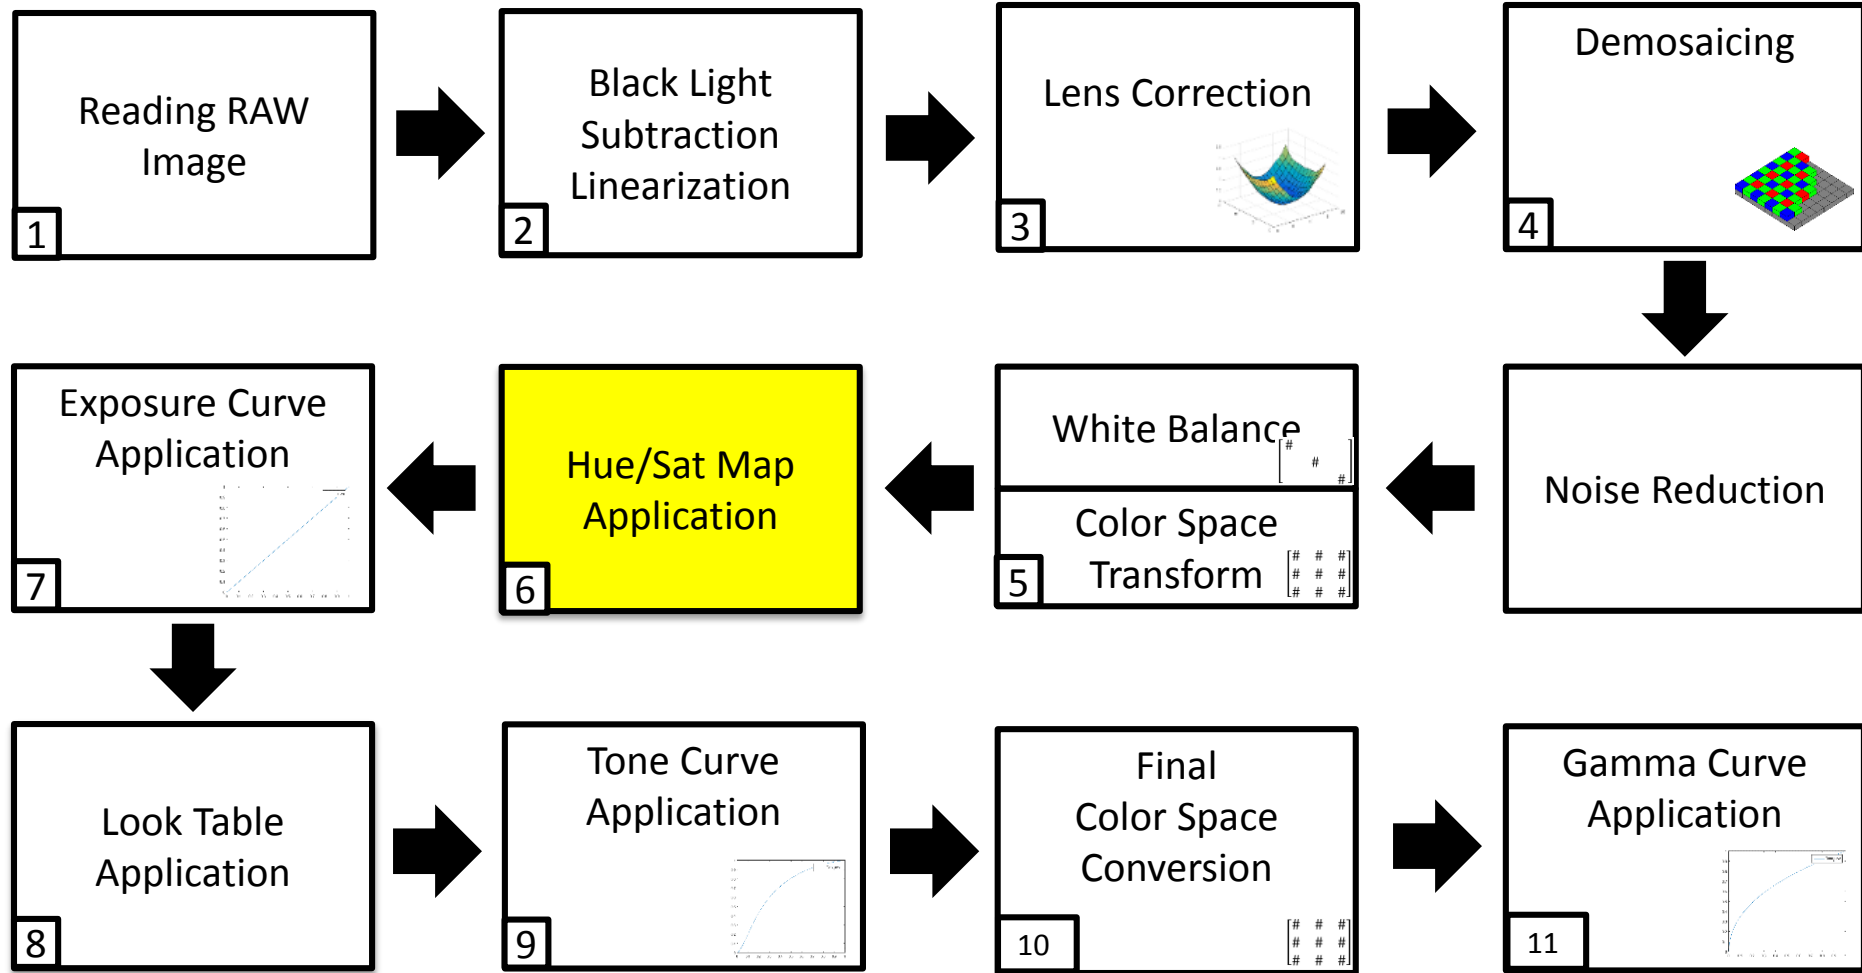 Reading RAW
Image
1
Black Light
Subtraction
Linearization
2
Lens Correction
3
Demosaicing
4
Noise Reduction
White Balance
[#
#
#]
Color Space
Transform
[# # #
# # #
# # #]
5
Hue/Sat Map
Application
6
Exposure Curve
Application
7
Look Table
Application
8
Tone Curve
Application
9
Final
Color Space
Conversion
[# # #
# # #
# # #]
10
Gamma Curve
Application
11